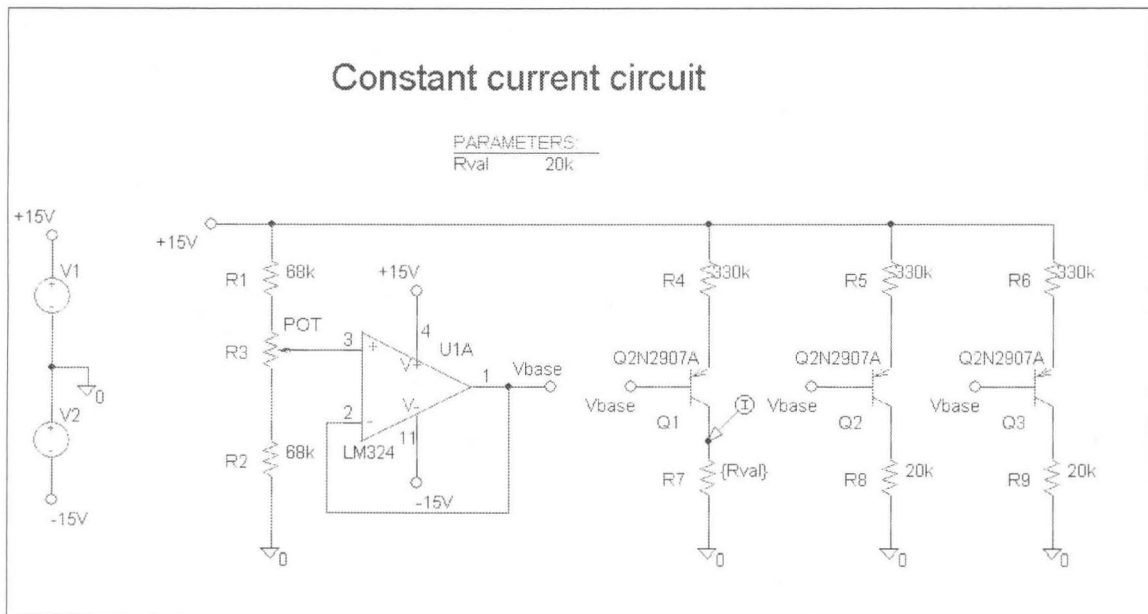 Constant current circuit
PARAMETERS:
Rval 20k
+15V
V1
+
-
0
V2
+
-
-15V
+15V
R1 68k
R3 POT
R2 68k
0
+15V
3
+
4
V+
U1A
1
Vbase
2
-
V-
11
LM324
-15V
R4 330k
Q2N2907A
Vbase
Q1
I
R7 {Rval}
0
R5 330k
Q2N2907A
Vbase
Q2
R8 20k
0
R6 330k
Q2N2907A
Vbase
Q3
R9 20k
0